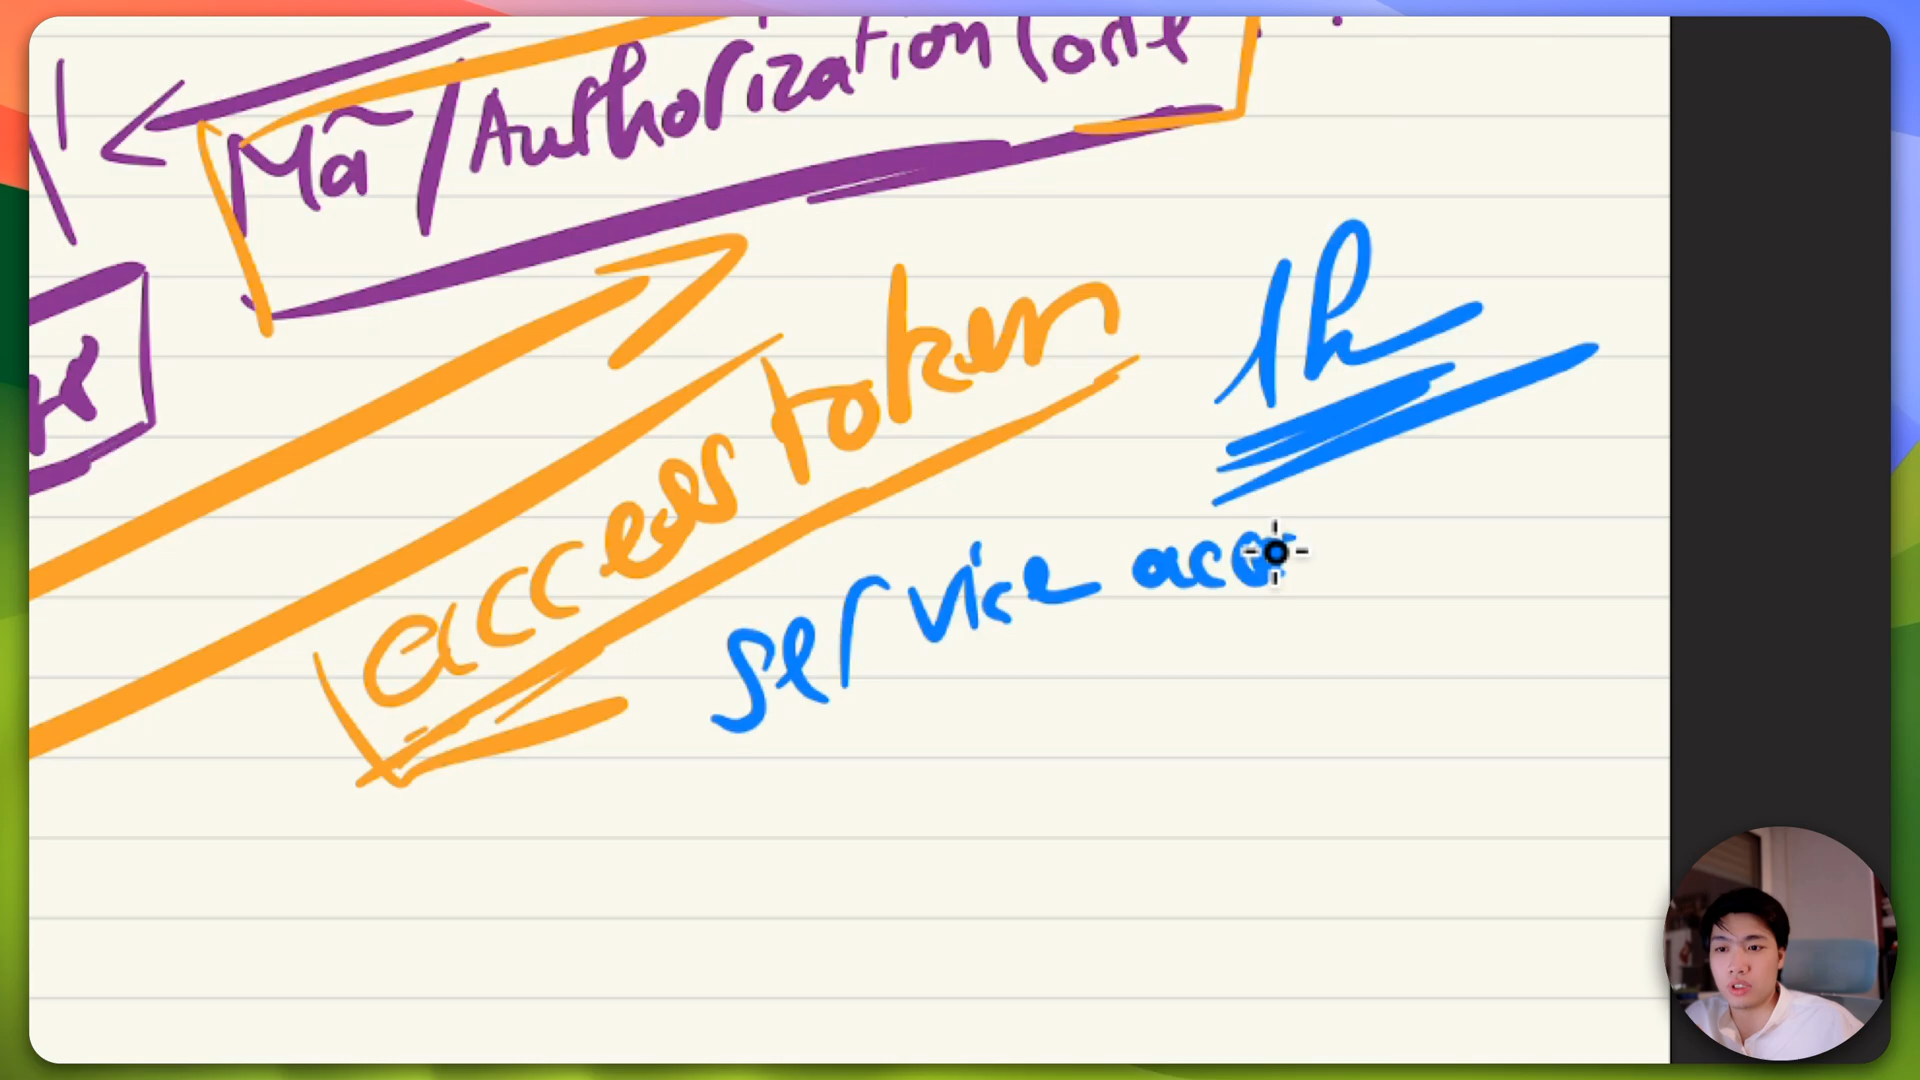 Mã / Authorization Code
access token
1h
service acc